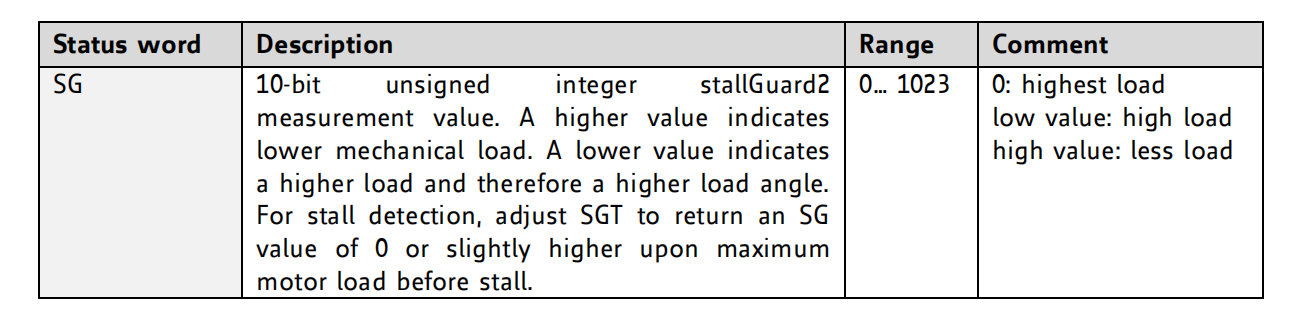 Status word Description Range Comment
SG 10-bit unsigned integer stallGuard2 0... 1023 0: highest load
measurement value. A higher value indicates low value: high load
lower mechanical load. A lower value indicates high value: less load
a higher load and therefore a higher load angle.
For stall detection, adjust SGT to return an SG
value of 0 or slightly higher upon maximum
motor load before stall.